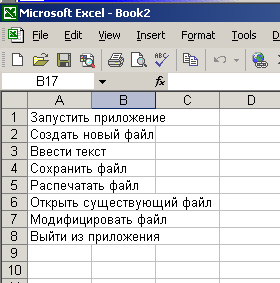 Microsoft Excel - Book2
File Edit View Insert Format Tools D
ABC
B17
A B C D
1 Запустить приложение
2 Создать новый файл
3 Ввести текст
4 Сохранить файл
5 Распечатать файл
6 Открыть существующий файл
7 Модифицировать файл
8 Выйти из приложения
9
10